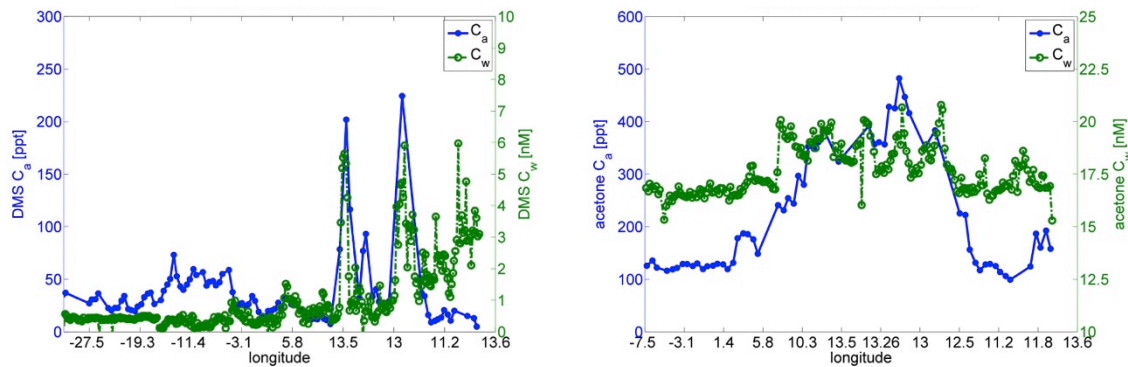 300
250
200
150
100
50
0
DMS C_a [ppt]
10
9
8
7
6
5
4
3
2
1
0
DMS C_w [nM]
C_a
C_w
-27.5 -19.3 -11.4 -3.1 5.8 13.5 13 11.2 13.6
longitude
600
500
400
300
200
100
0
acetone C_a [ppt]
25
22.5
20
17.5
15
12.5
10
acetone C_w [nM]
C_a
C_w
-7.5 -3.1 1.4 5.8 10.3 13.5 13.26 13 12.5 11.2 11.8 13.6
longitude